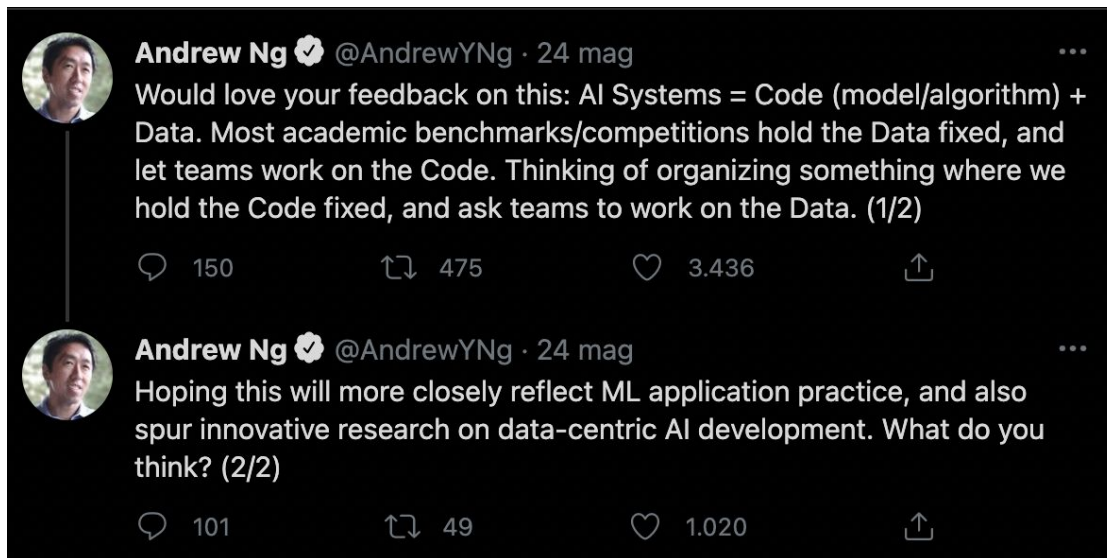 Andrew Ng @AndrewYNg · 24 mag
Would love your feedback on this: AI Systems = Code (model/algorithm) +
Data. Most academic benchmarks/competitions hold the Data fixed, and
let teams work on the Code. Thinking of organizing something where we
hold the Code fixed, and ask teams to work on the Data. (1/2)
150 475 3.436
Andrew Ng @AndrewYNg · 24 mag
Hoping this will more closely reflect ML application practice, and also
spur innovative research on data-centric AI development. What do you
think? (2/2)
101 49 1.020